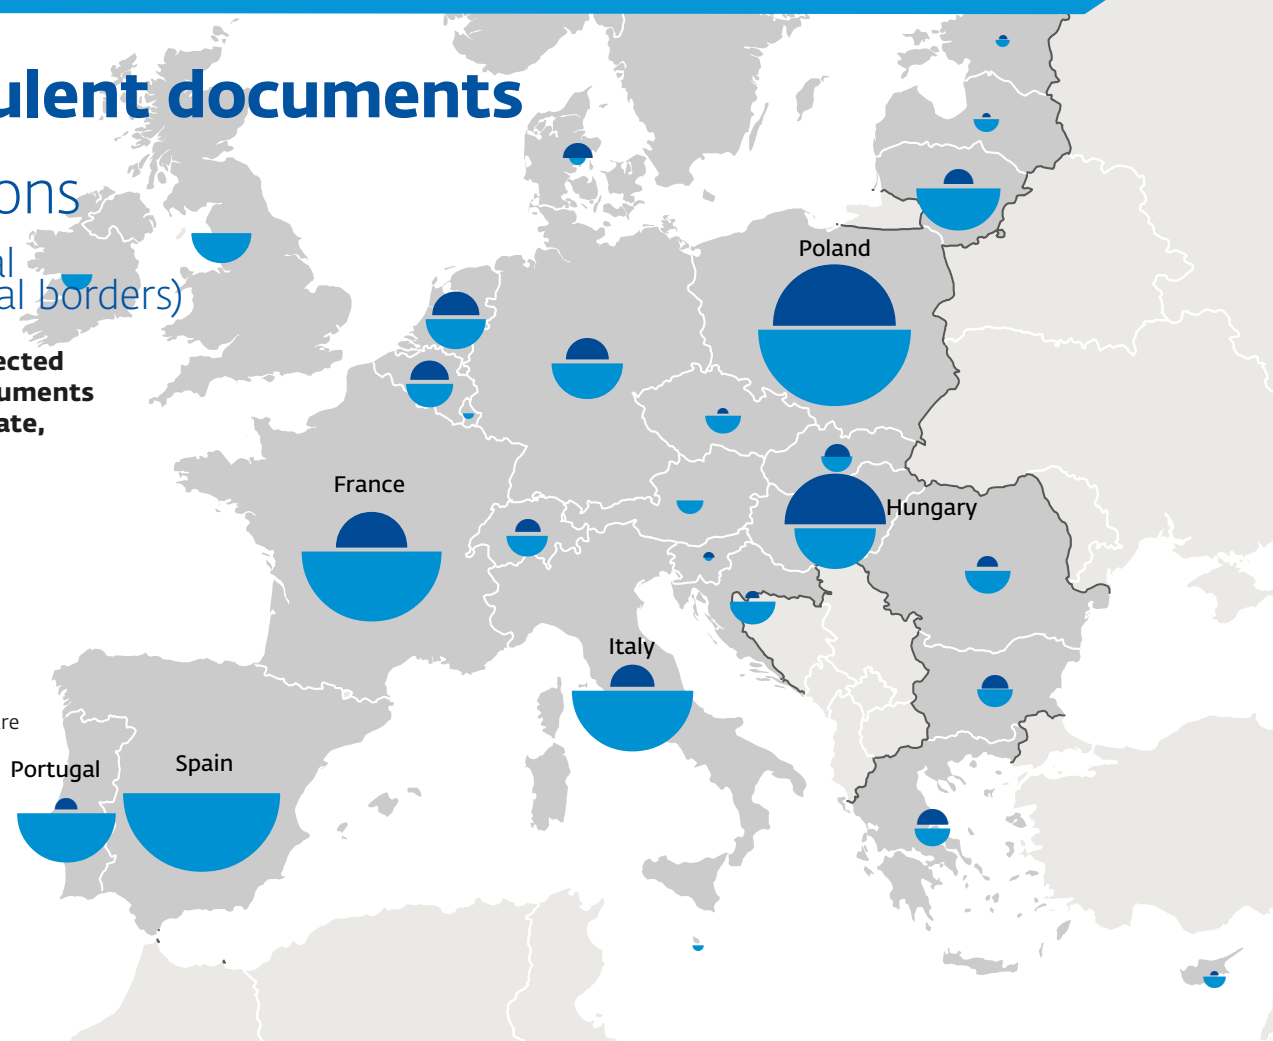 ulent documents
ons
al
al borders)
ected
uments
ate,
re
Poland
France
Hungary
Italy
Portugal
Spain